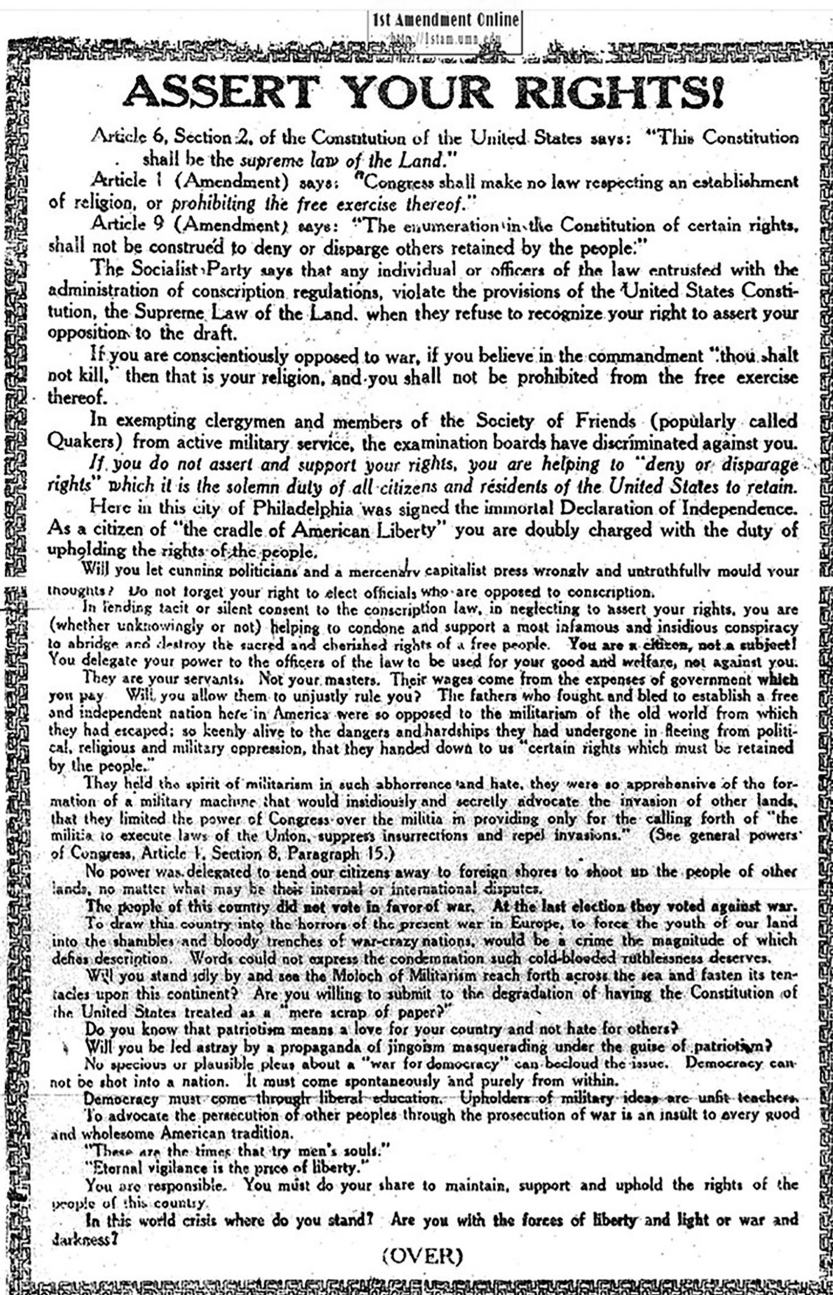 1st Amendment Online
http://1stam.umn.edu
ASSERT YOUR RIGHTS!
Article 6, Section 2, of the Constitution of the United States says: "This Constitution
shall be the supreme law of the Land."
Article 1 (Amendment) says: "Congress shall make no law respecting an establishment
of religion, or prohibiting the free exercise thereof."
Article 9 (Amendment) says: "The enumeration in the Constitution of certain rights,
shall not be construed to deny or disparge others retained by the people."
The Socialist Party says that any individual or officers of the law entrusted with the
administration of conscription regulations, violate the provisions of the United States Consti-
tution, the Supreme Law of the Land, when they refuse to recognize your right to assert your
opposition to the draft.
If you are conscientiously opposed to war, if you believe in the commandment "thou shalt
not kill," then that is your religion, and you shall not be prohibited from the free exercise
thereof.
In exempting clergymen and members of the Society of Friends (popularly called
Quakers) from active military service, the examination boards have discriminated against you.
If you do not assert and support your rights, you are helping to "deny or disparage
rights" which it is the solemn duty of all citizens and residents of the United States to retain.
Here in this city of Philadelphia was signed the immortal Declaration of Independence.
As a citizen of "the cradle of American Liberty" you are doubly charged with the duty of
upholding the rights of the people.
Will you let cunning politicians and a mercenary capitalist press wrongly and untruthfully mould your
thoughts? Do not forget your right to elect officials who are opposed to conscription.
In lending tacit or silent consent to the conscription law, in neglecting to assert your rights, you are
(whether unknowingly or not) helping to condone and support a most infamous and insidious conspiracy
to abridge and destroy the sacred and cherished rights of a free people. You are a citizen, not a subject!
You delegate your power to the officers of the law to be used for your good and welfare, not against you.
They are your servants. Not your masters. Their wages come from the expenses of government which
you pay. Will you allow them to unjustly rule you? The fathers who fought and bled to establish a free
and independent nation here in America were so opposed to the militarism of the old world from which
they had escaped; so keenly alive to the dangers and hardships they had undergone in fleeing from politi-
cal, religious and military oppression, that they handed down to us "certain rights which must be retained
by the people."
They held the spirit of militarism in such abhorrence and hate, they were so apprehensive of the for-
mation of a military machine that would insidiously and secretly advocate the invasion of other lands,
that they limited the power of Congress over the militia in providing only for the calling forth of "the
militia to execute laws of the Union, suppress insurrections and repel invasions." (See general powers
of Congress, Article 1, Section 8, Paragraph 15.)
No power was delegated to send our citizens away to foreign shores to shoot up the people of other
lands, no matter what may be their internal or international disputes.
The people of this country did not vote in favor of war. At the last election they voted against war.
To draw this country into the horrors of the present war in Europe, to force the youth of our land
into the shambles and bloody trenches of war-crazy nations, would be a crime the magnitude of which
defies description. Words could not express the condemnation such cold-blooded ruthlessness deserves.
Will you stand idly by and see the Moloch of Militarism reach forth across the sea and fasten its ten-
tacles upon this continent? Are you willing to submit to the degradation of having the Constitution of
the United States treated as a "mere scrap of paper?"
Do you know that patriotism means a love for your country and not hate for others?
Will you be led astray by a propaganda of jingoism masquerading under the guise of patriotism?
No specious or plausible pleas about a "war for democracy" can becloud the issue. Democracy can
not be shot into a nation. It must come spontaneously and purely from within.
Democracy must come through liberal education. Upholders of military ideas are unfit teachers.
To advocate the persecution of other peoples through the prosecution of war is an insult to every good
and wholesome American tradition.
"These are the times that try men's souls."
"Eternal vigilance is the price of liberty."
You are responsible. You must do your share to maintain, support and uphold the rights of the
people of this country.
In this world crisis where do you stand? Are you with the forces of liberty and light or war and
darkness?
(OVER)